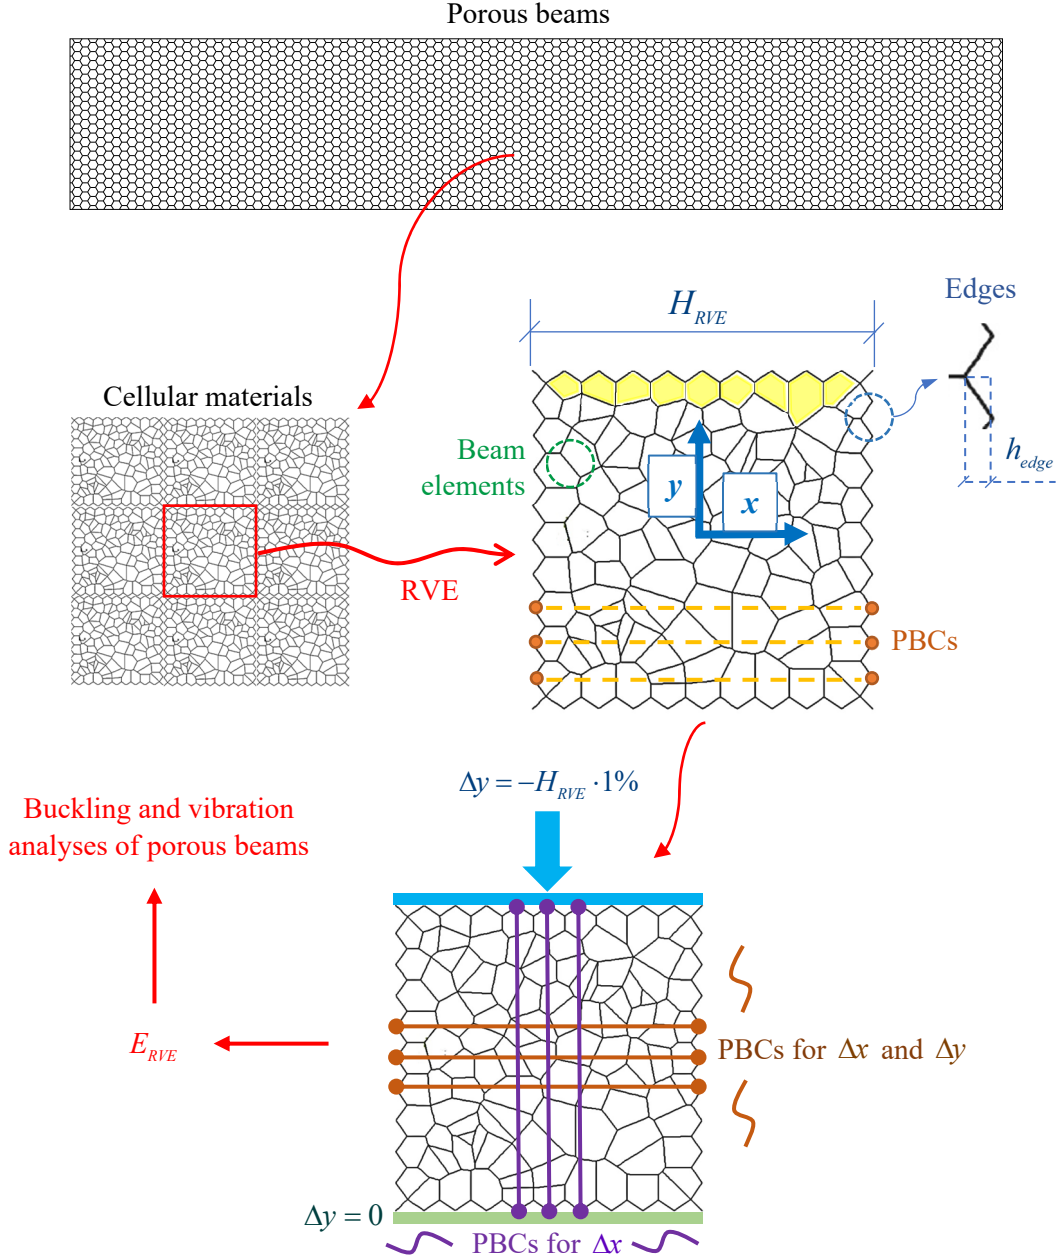 Porous beams
Edges
H_RVE
Cellular materials
Beam
elements
h_edge
y
x
RVE
PBCs
Δy = −H_RVE · 1%
Buckling and vibration
analyses of porous beams
E_RVE
PBCs for Δx and Δy
Δy = 0
PBCs for Δx